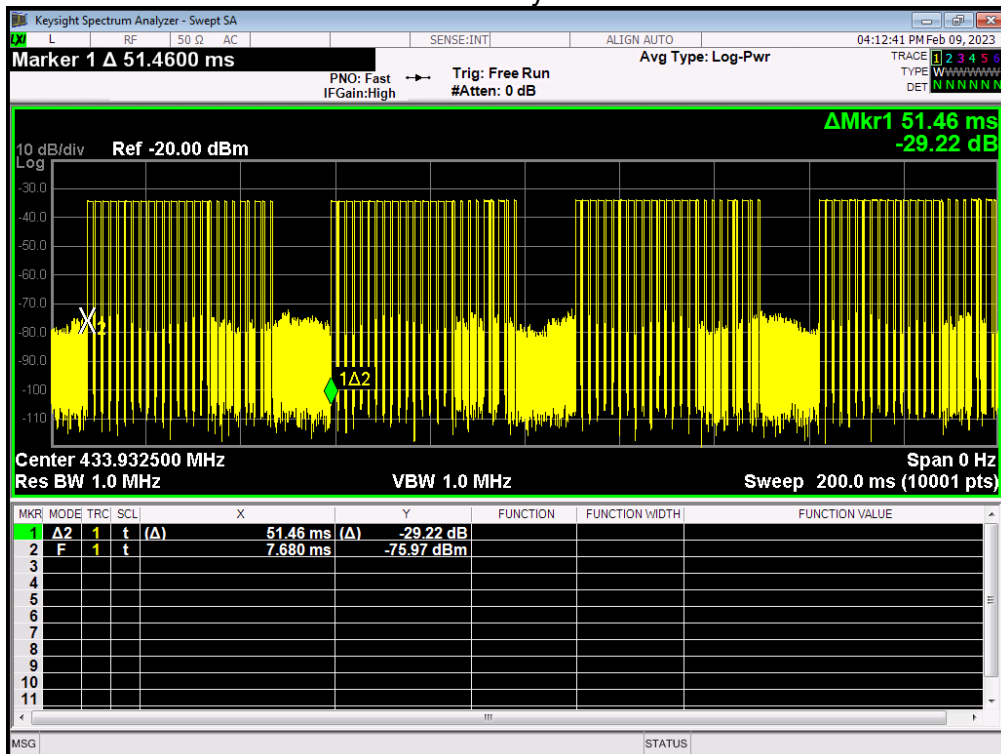 Keysight Spectrum Analyzer - Swept SA
LXI L RF 50 Ω AC SENSE:INT ALIGN AUTO 04:12:41 PM Feb 09, 2023
Marker 1 Δ 51.4600 ms Avg Type: Log-Pwr TRACE 1 2 3 4 5 6
PNO: Fast Trig: Free Run TYPE WWWWWW
IFGain:High #Atten: 0 dB DET N N N N N N
ΔMkr1 51.46 ms
10 dB/div Ref -20.00 dBm -29.22 dB
Log
-30.0
-40.0
-50.0
-60.0
-70.0
-80.0
-90.0
-100
-110
2
1Δ2
Center 433.932500 MHz Span 0 Hz
Res BW 1.0 MHz VBW 1.0 MHz Sweep 200.0 ms (10001 pts)
MKR MODE TRC SCL X Y FUNCTION FUNCTION WIDTH FUNCTION VALUE
1 Δ2 1 t (Δ) 51.46 ms (Δ) -29.22 dB
2 F 1 t 7.680 ms -75.97 dBm
3
4
5
6
7
8
9
10
11
MSG STATUS